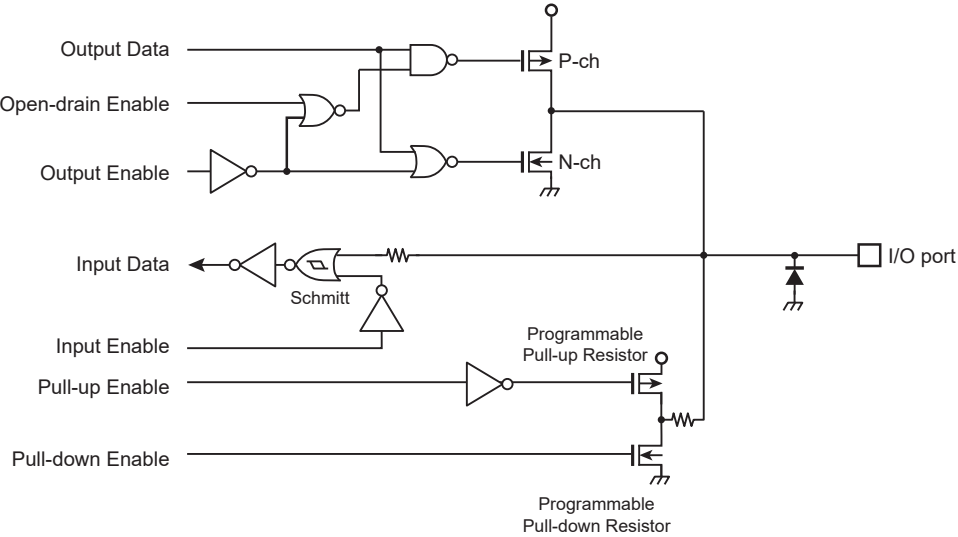 Output Data
P-ch
Open-drain Enable
N-ch
Output Enable
Input Data
I/O port
Schmitt
Input Enable
Programmable
Pull-up Resistor
Pull-up Enable
Pull-down Enable
Programmable
Pull-down Resistor